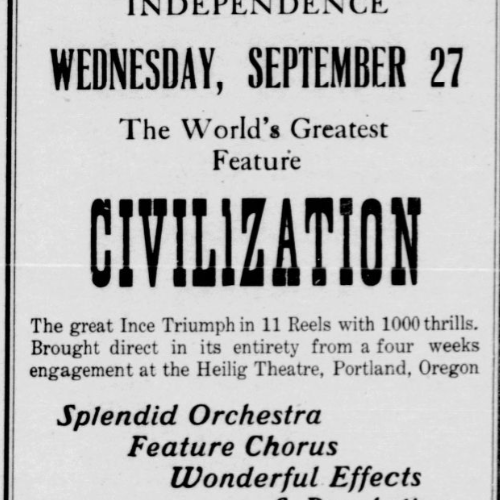 INDEPENDENCE
WEDNESDAY, SEPTEMBER 27
The World's Greatest
Feature
CIVILIZATION
The great Ince Triumph in 11 Reels with 1000 thrills.
Brought direct in its entirety from a four weeks
engagement at the Heilig Theatre, Portland, Oregon
Splendid Orchestra
Feature Chorus
Wonderful Effects